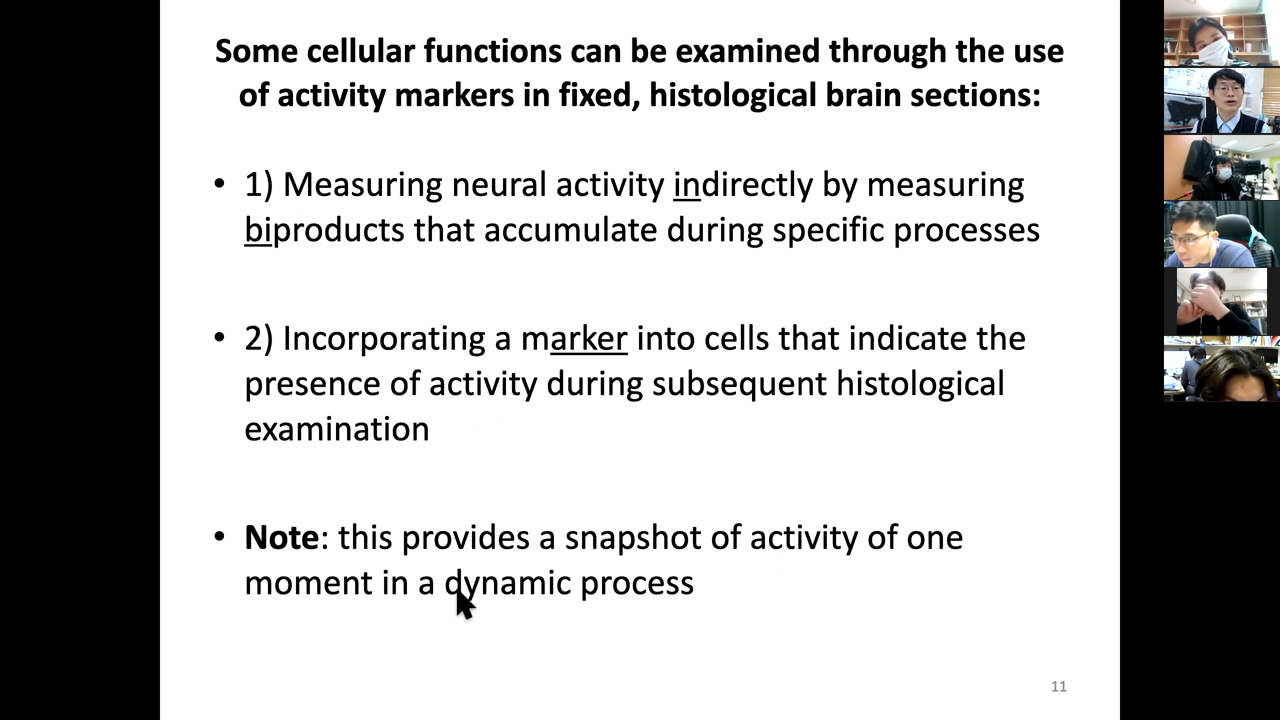 Some cellular functions can be examined through the use
of activity markers in fixed, histological brain sections:
• 1) Measuring neural activity indirectly by measuring
biproducts that accumulate during specific processes
• 2) Incorporating a marker into cells that indicate the
presence of activity during subsequent histological
examination
• Note: this provides a snapshot of activity of one
moment in a dynamic process
11